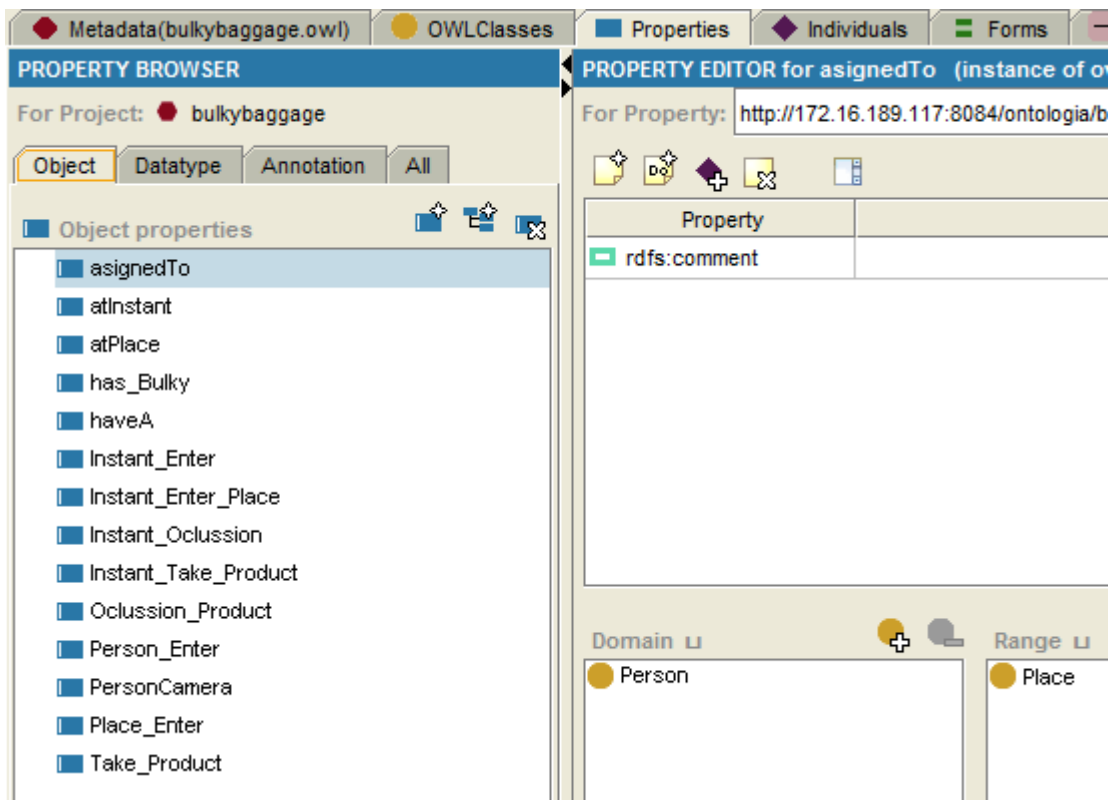 Metadata(bulkybaggage.owl) OWLClasses Properties Individuals Forms
PROPERTY BROWSER
For Project: bulkybaggage
Object Datatype Annotation All
Object properties
asignedTo
atInstant
atPlace
has_Bulky
haveA
Instant_Enter
Instant_Enter_Place
Instant_Oclussion
Instant_Take_Product
Oclussion_Product
Person_Enter
PersonCamera
Place_Enter
Take_Product
PROPERTY EDITOR for asignedTo (instance of ov
For Property: http://172.16.189.117:8084/ontologia/b
Property
rdfs:comment
Domain ⊔ Range ⊔
Person Place